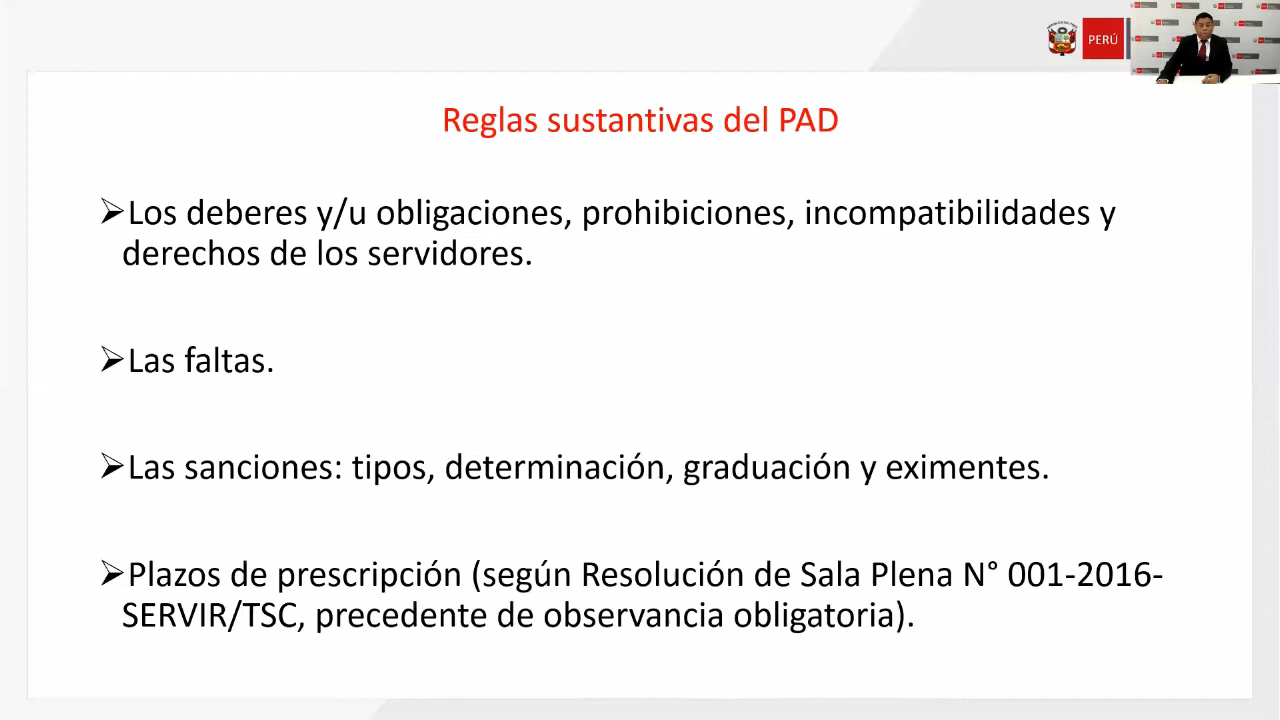 PERÚ
Reglas sustantivas del PAD
➢Los deberes y/u obligaciones, prohibiciones, incompatibilidades y
derechos de los servidores.
➢Las faltas.
➢Las sanciones: tipos, determinación, graduación y eximentes.
➢Plazos de prescripción (según Resolución de Sala Plena N° 001-2016-
SERVIR/TSC, precedente de observancia obligatoria).